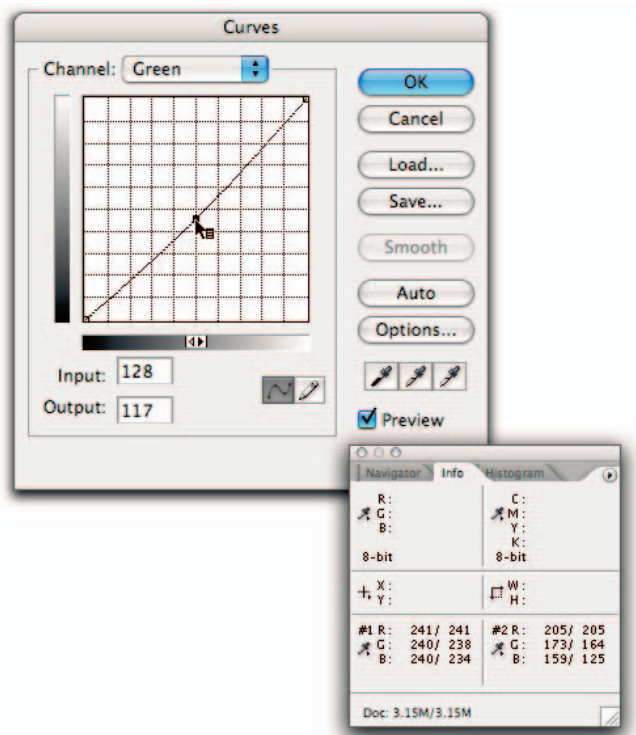 Curves
Channel: Green
OK
Cancel
Load...
Save...
Smooth
Auto
Options...
Input: 128
Output: 117
Preview
Navigator Info Histogram
R:
G:
B:
8-bit
C:
M:
Y:
K:
8-bit
X:
Y:
W:
H:
#1 R: 241/ 241
G: 240/ 238
B: 240/ 234
#2 R: 205/ 205
G: 173/ 164
B: 159/ 125
Doc: 3.15M/3.15M